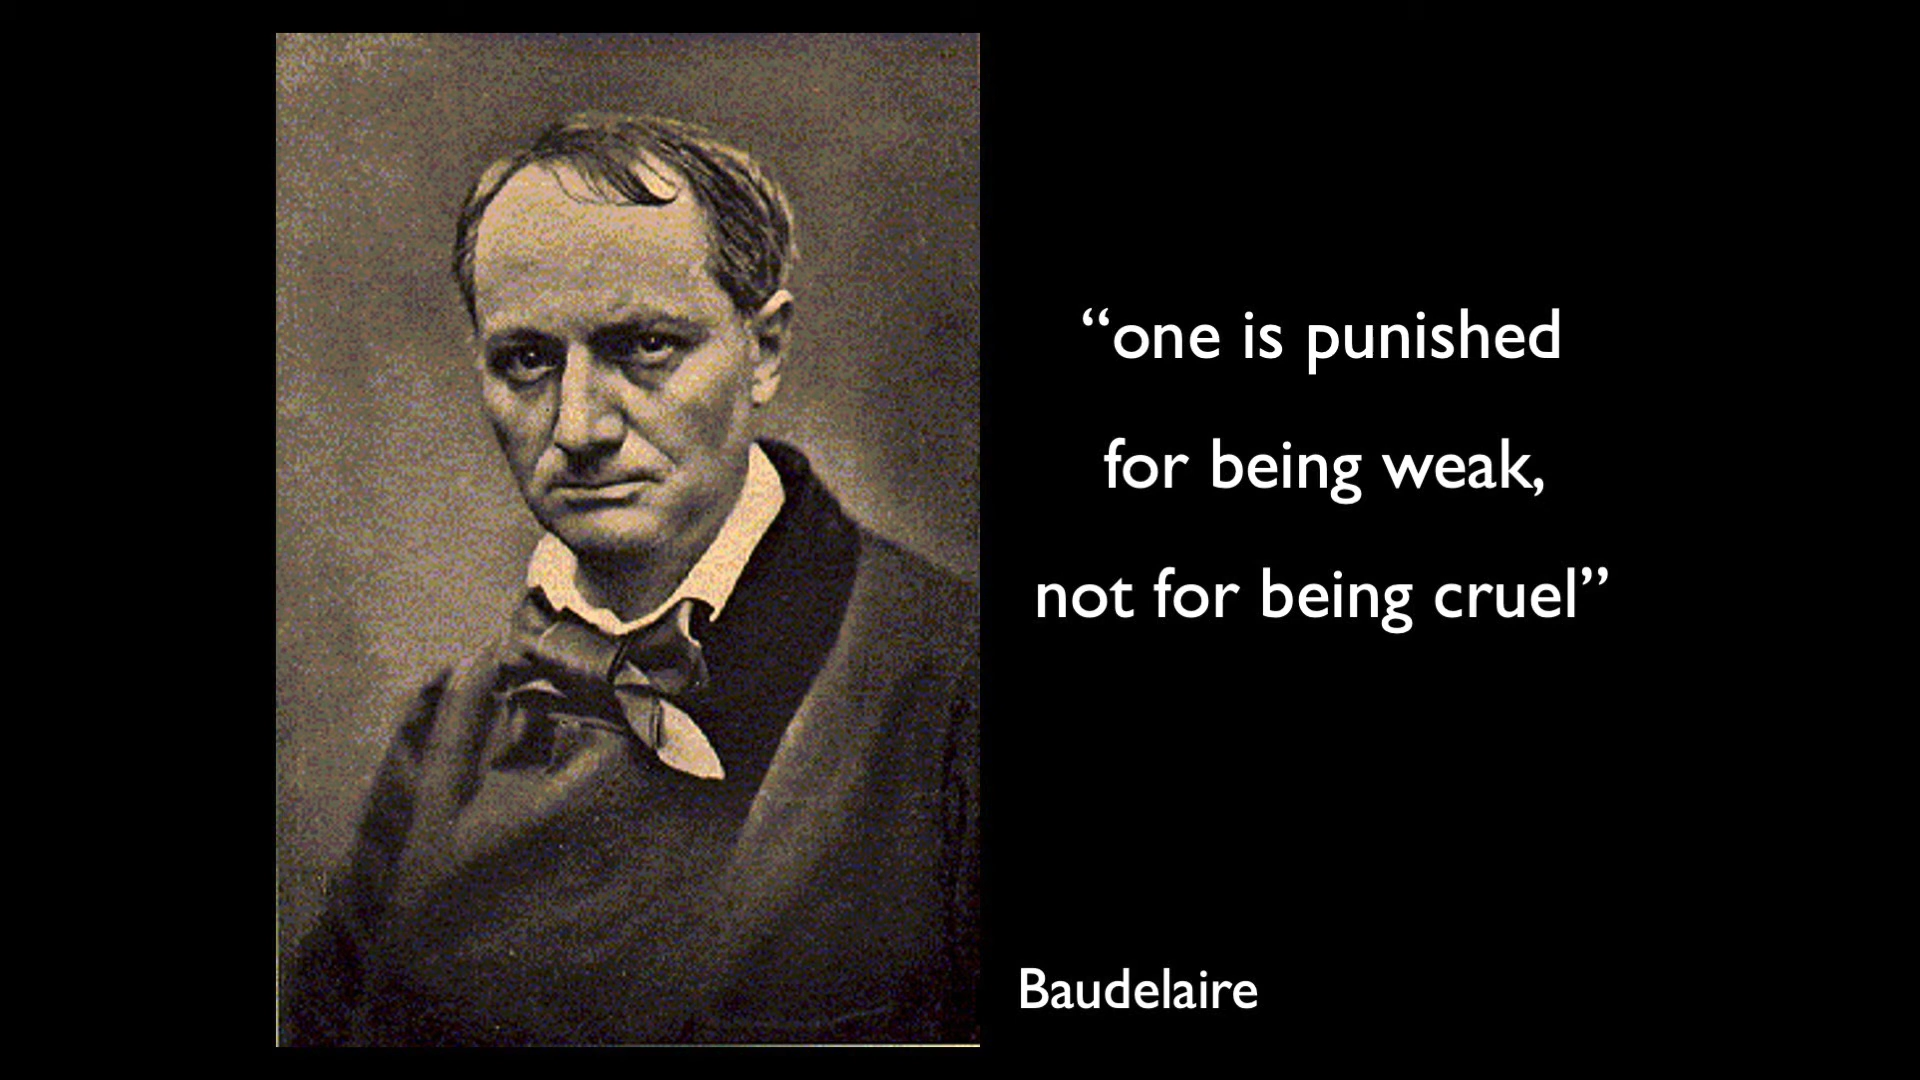 “one is punished
for being weak,
not for being cruel”
Baudelaire